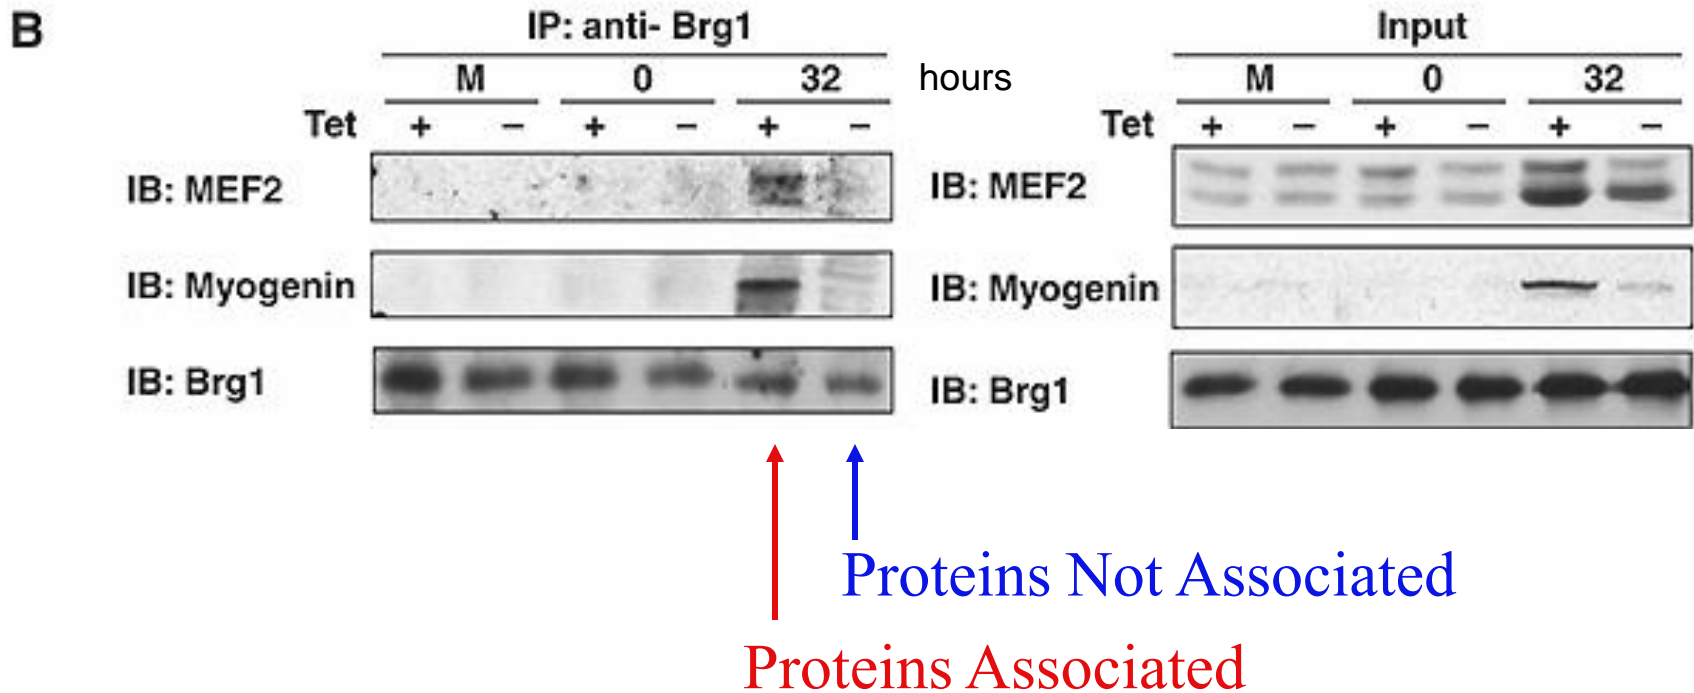 B
IP: anti- Brg1
Input
M 0 32 hours
M 0 32
Tet + − + − + −
Tet + − + − + −
IB: MEF2
IB: MEF2
IB: Myogenin
IB: Myogenin
IB: Brg1
IB: Brg1
Proteins Not Associated
Proteins Associated